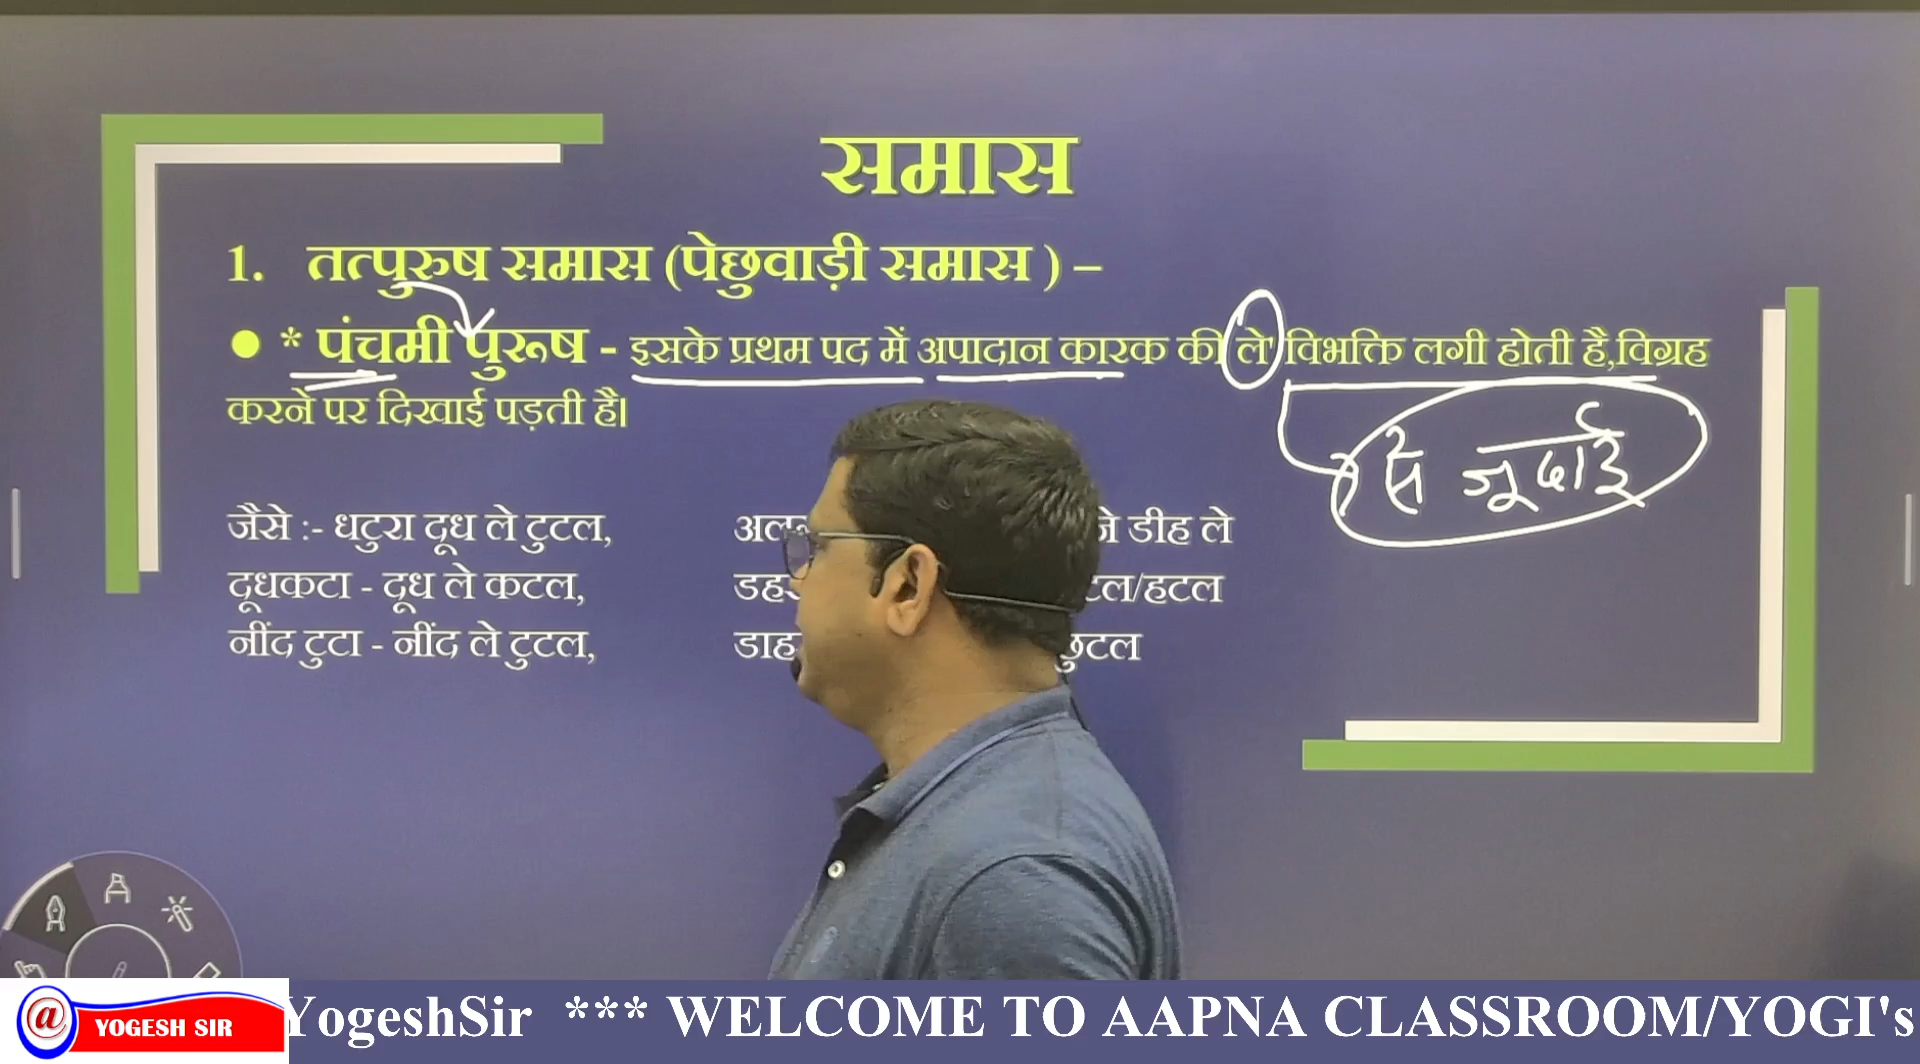 समास
1. तत्पुरुष समास (पेछुवाड़ी समास ) –
* पंचमी पुरूष - इसके प्रथम पद में अपादान कारक की ले' विभक्ति लगी होती है,विग्रह
करने पर दिखाई पड़ती है।
से जूदाई
जैसे :- धटुरा दूध ले टुटल, डीह ले
दूधकटा - दूध ले कटल, /हटल
नींद टुटा - नींद ले टुटल, छुटल
@ YOGESH SIR YogeshSir *** WELCOME TO AAPNA CLASSROOM/YOGI's